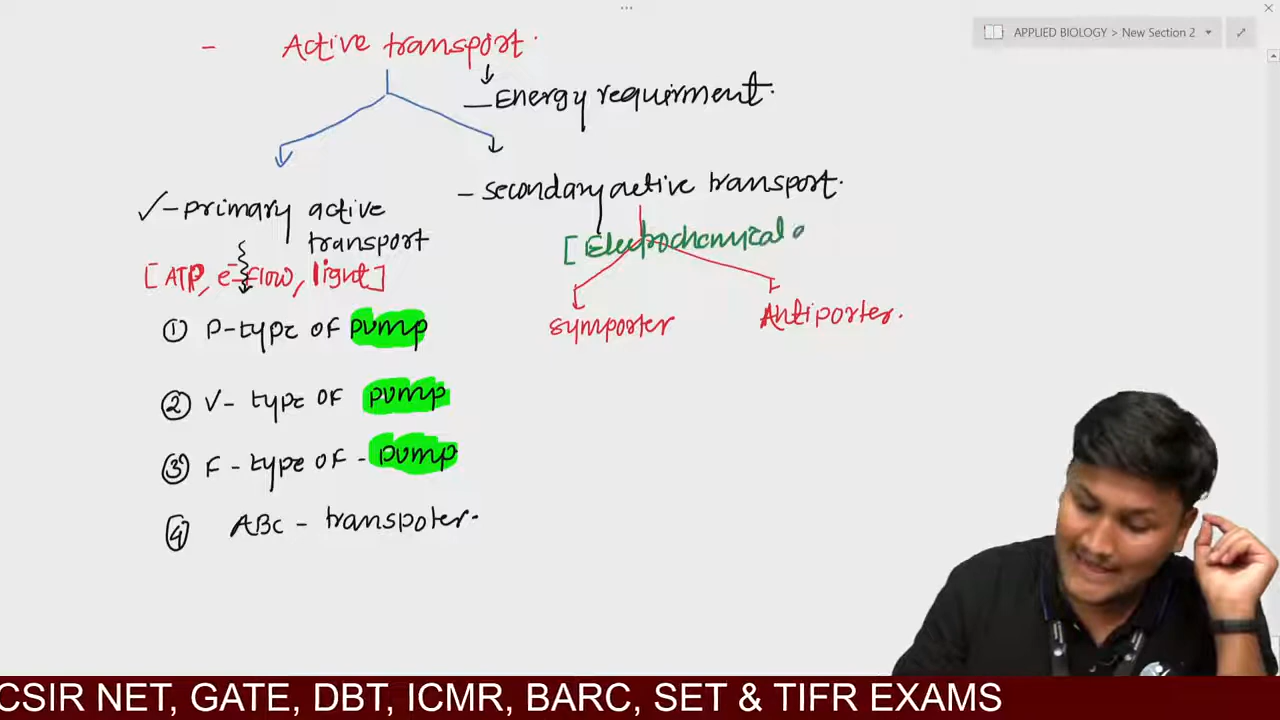 - Active transport.
APPLIED BIOLOGY > New Section 2
- Energy requirment.
- secondary active transport.
✓ - primary active
transport
[ Electrochemical
[ATP, e- flow, light]
symporter Antiporter.
① P-type of pump
② V- type of pump
③ F - type of - pump
④ ABC - transpoter.
CSIR NET, GATE, DBT, ICMR, BARC, SET & TIFR EXAMS